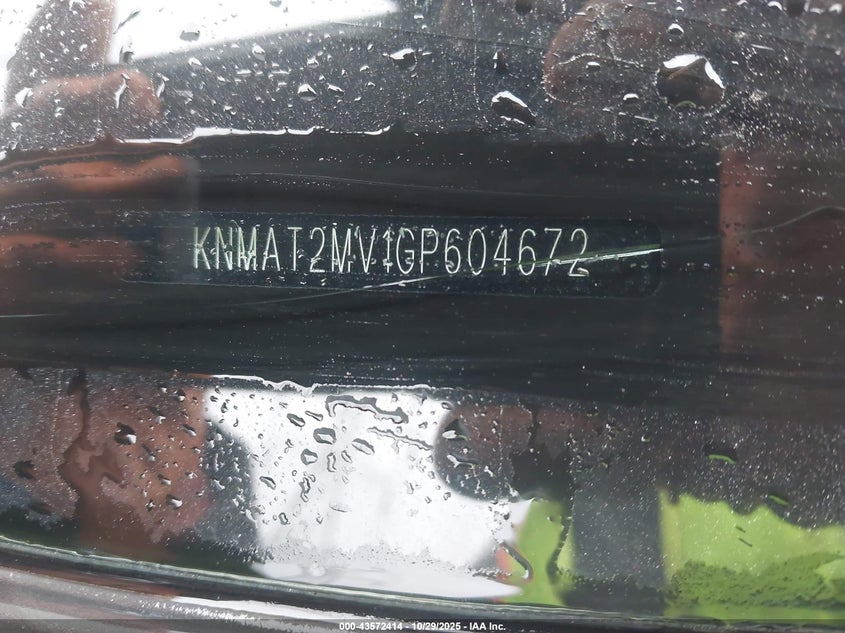 KNMAT2MV1GP604672
000-43572414 - 10/29/2025 - IAA Inc.